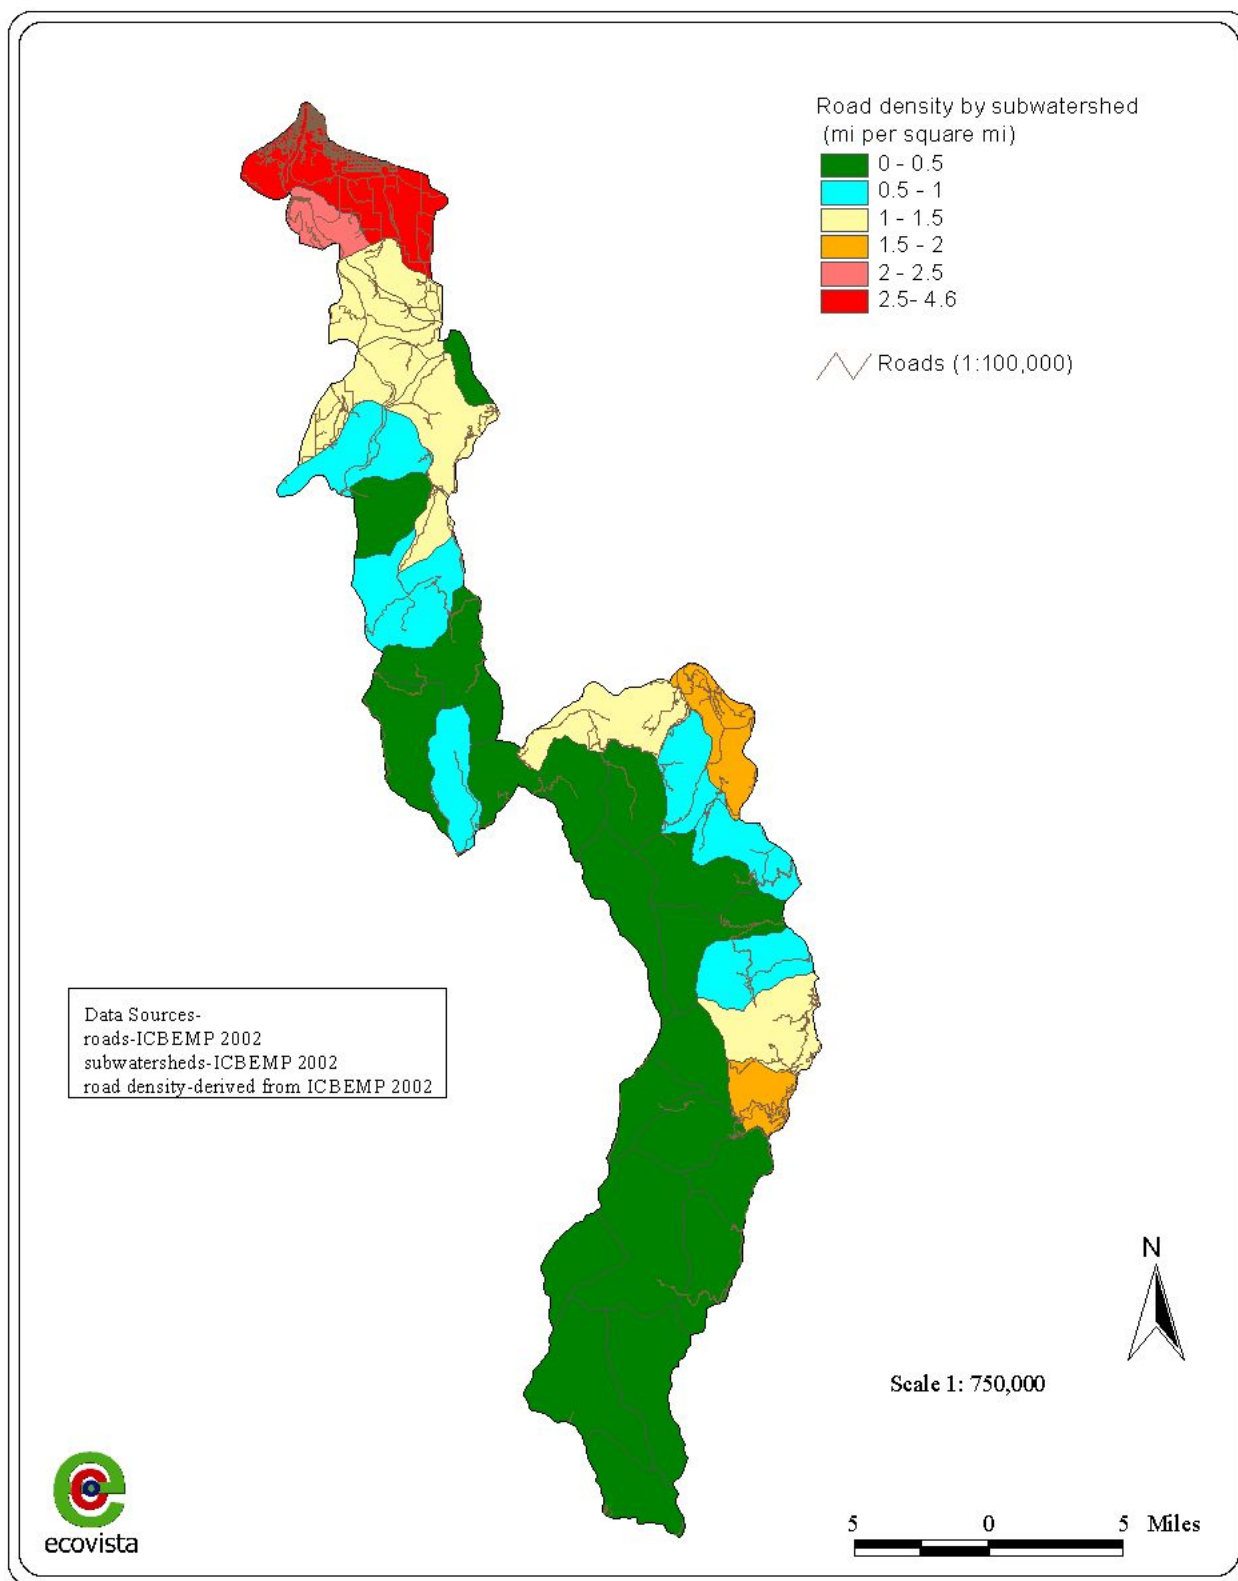 Road density by subwatershed
(mi per square mi)
0 - 0.5
0.5 - 1
1 - 1.5
1.5 - 2
2 - 2.5
2.5- 4.6
Roads (1:100,000)
Data Sources-
roads-ICBEMP 2002
subwatersheds-ICBEMP 2002
road density-derived from ICBEMP 2002
N
Scale 1: 750,000
5 0 5 Miles
ecovista